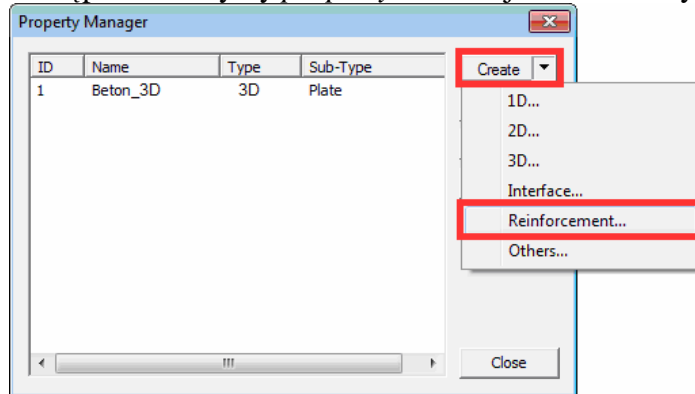 Property Manager
ID Name Type Sub-Type Create
1 Beton_3D 3D Plate
1D...
2D...
3D...
Interface...
Reinforcement...
Others...
Close